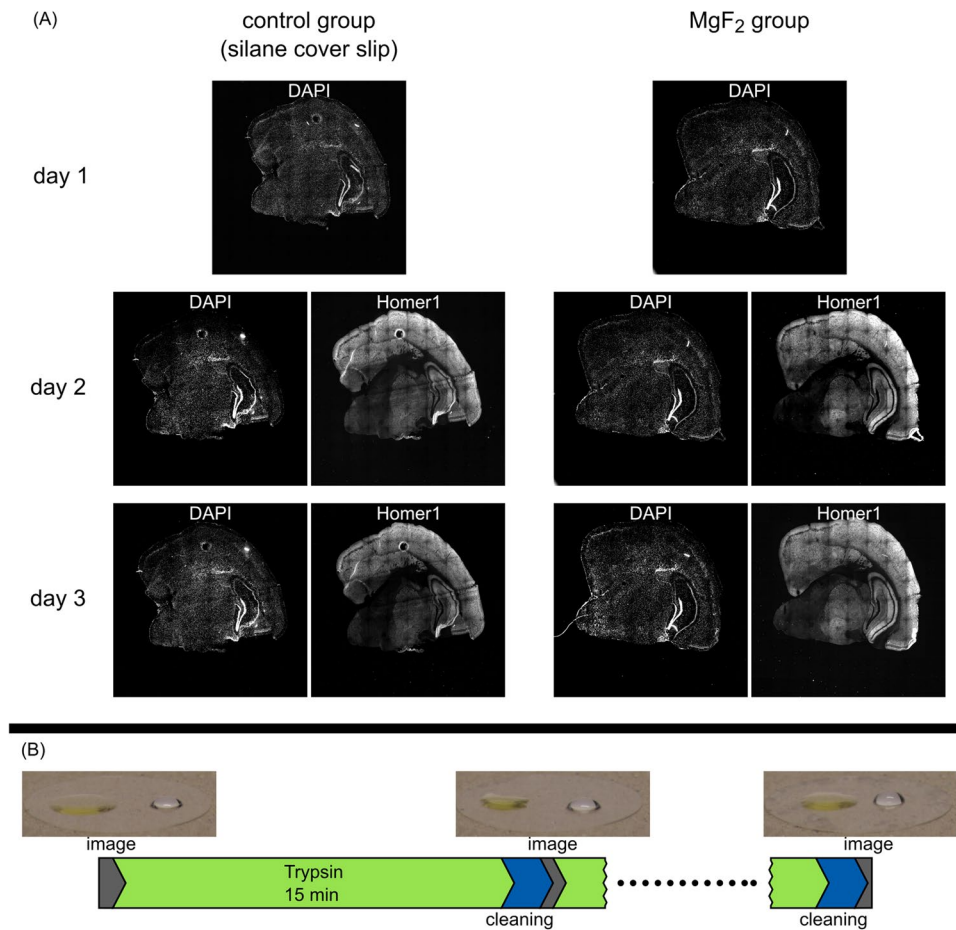 (A)
control group
(silane cover slip)
MgF₂ group
DAPI
DAPI
day 1
DAPI
Homer1
DAPI
Homer1
day 2
DAPI
Homer1
DAPI
Homer1
day 3
(B)
image
image
image
Trypsin
15 min
cleaning
cleaning